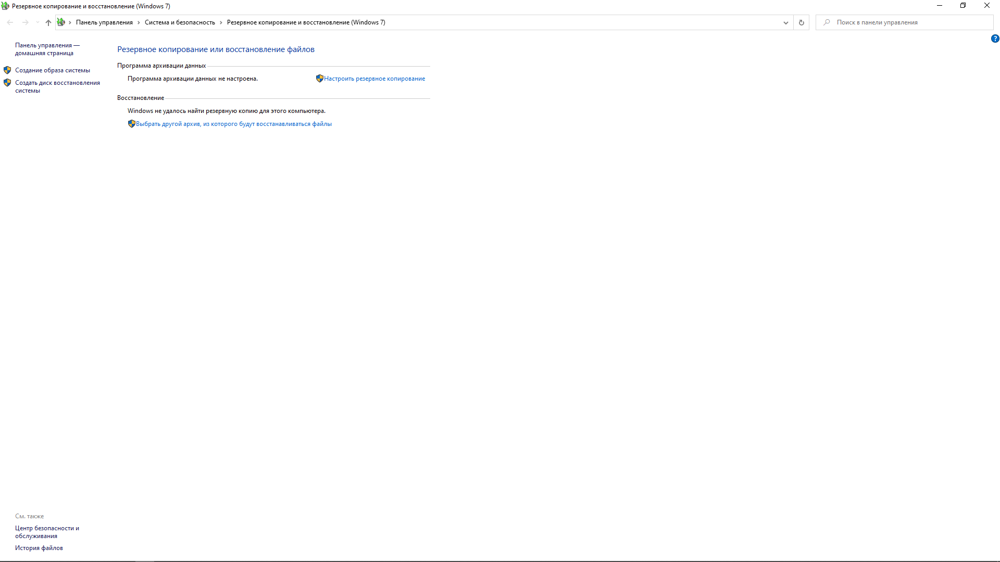 Резервное копирование и восстановление (Windows 7)
Панель управления > Система и безопасность > Резервное копирование и восстановление (Windows 7)
Поиск в панели управления
?
Панель управления —
домашняя страница
Создание образа системы
Создать диск восстановления
системы
Резервное копирование или восстановление файлов
Программа архивации данных
Программа архивации данных не настроена.
Настроить резервное копирование
Восстановление
Windows не удалось найти резервную копию для этого компьютера.
Выбрать другой архив, из которого будут восстанавливаться файлы
См. также
Центр безопасности и
обслуживания
История файлов